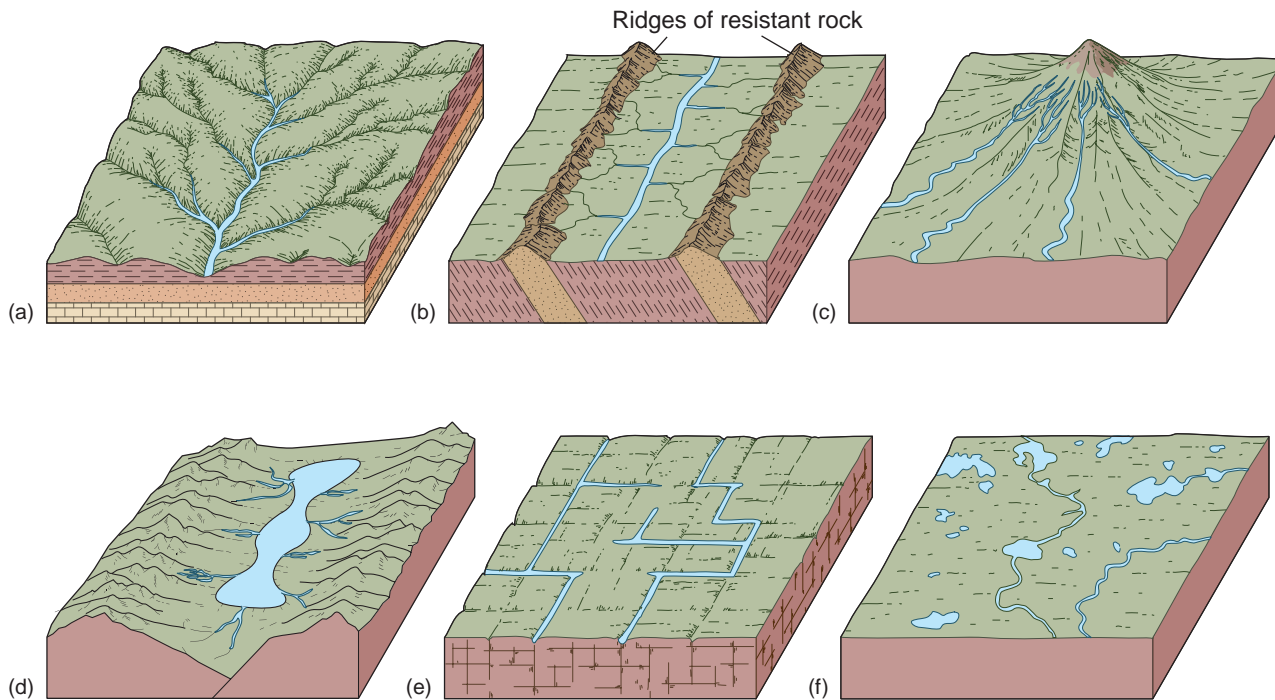 Ridges of resistant rock
(a)
(b)
(c)
(d)
(e)
(f)